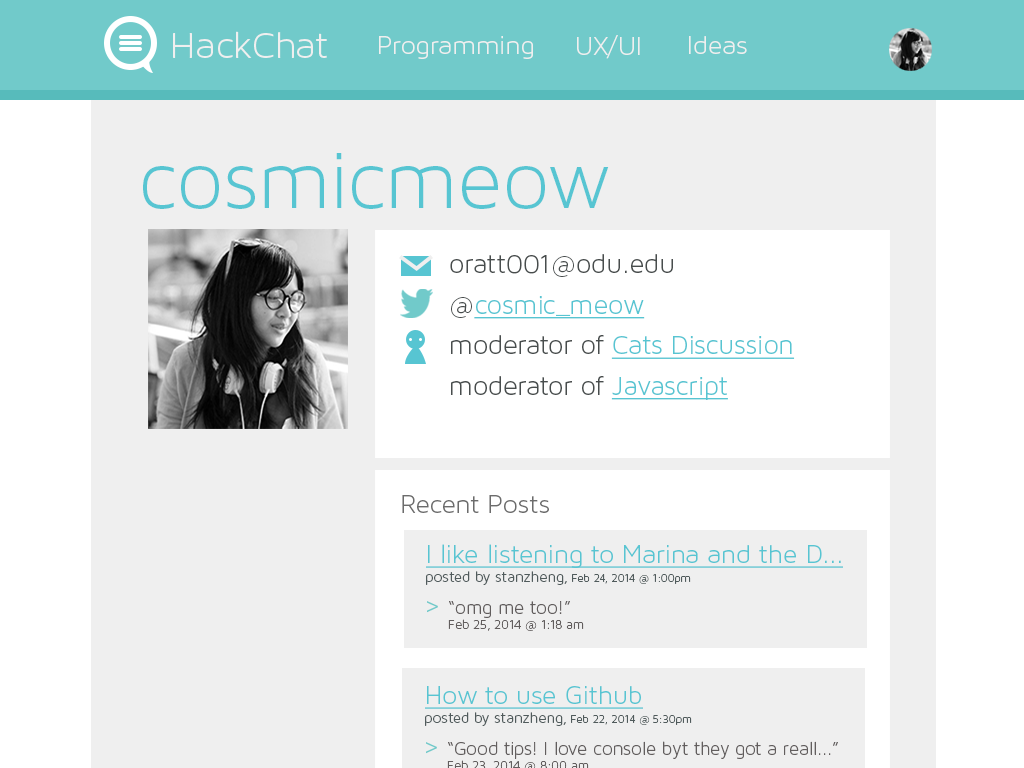 HackChat Programming UX/UI Ideas
cosmicmeow
oratt001@odu.edu
@cosmic_meow
moderator of Cats Discussion
moderator of Javascript
Recent Posts
I like listening to Marina and the D...
posted by stanzheng, Feb 24, 2014 @ 1:00pm
> “omg me too!”
Feb 25, 2014 @ 1:18 am
How to use Github
posted by stanzheng, Feb 22, 2014 @ 5:30pm
> “Good tips! I love console byt they got a reall...”
Feb 23, 2014 @ 8:00 am